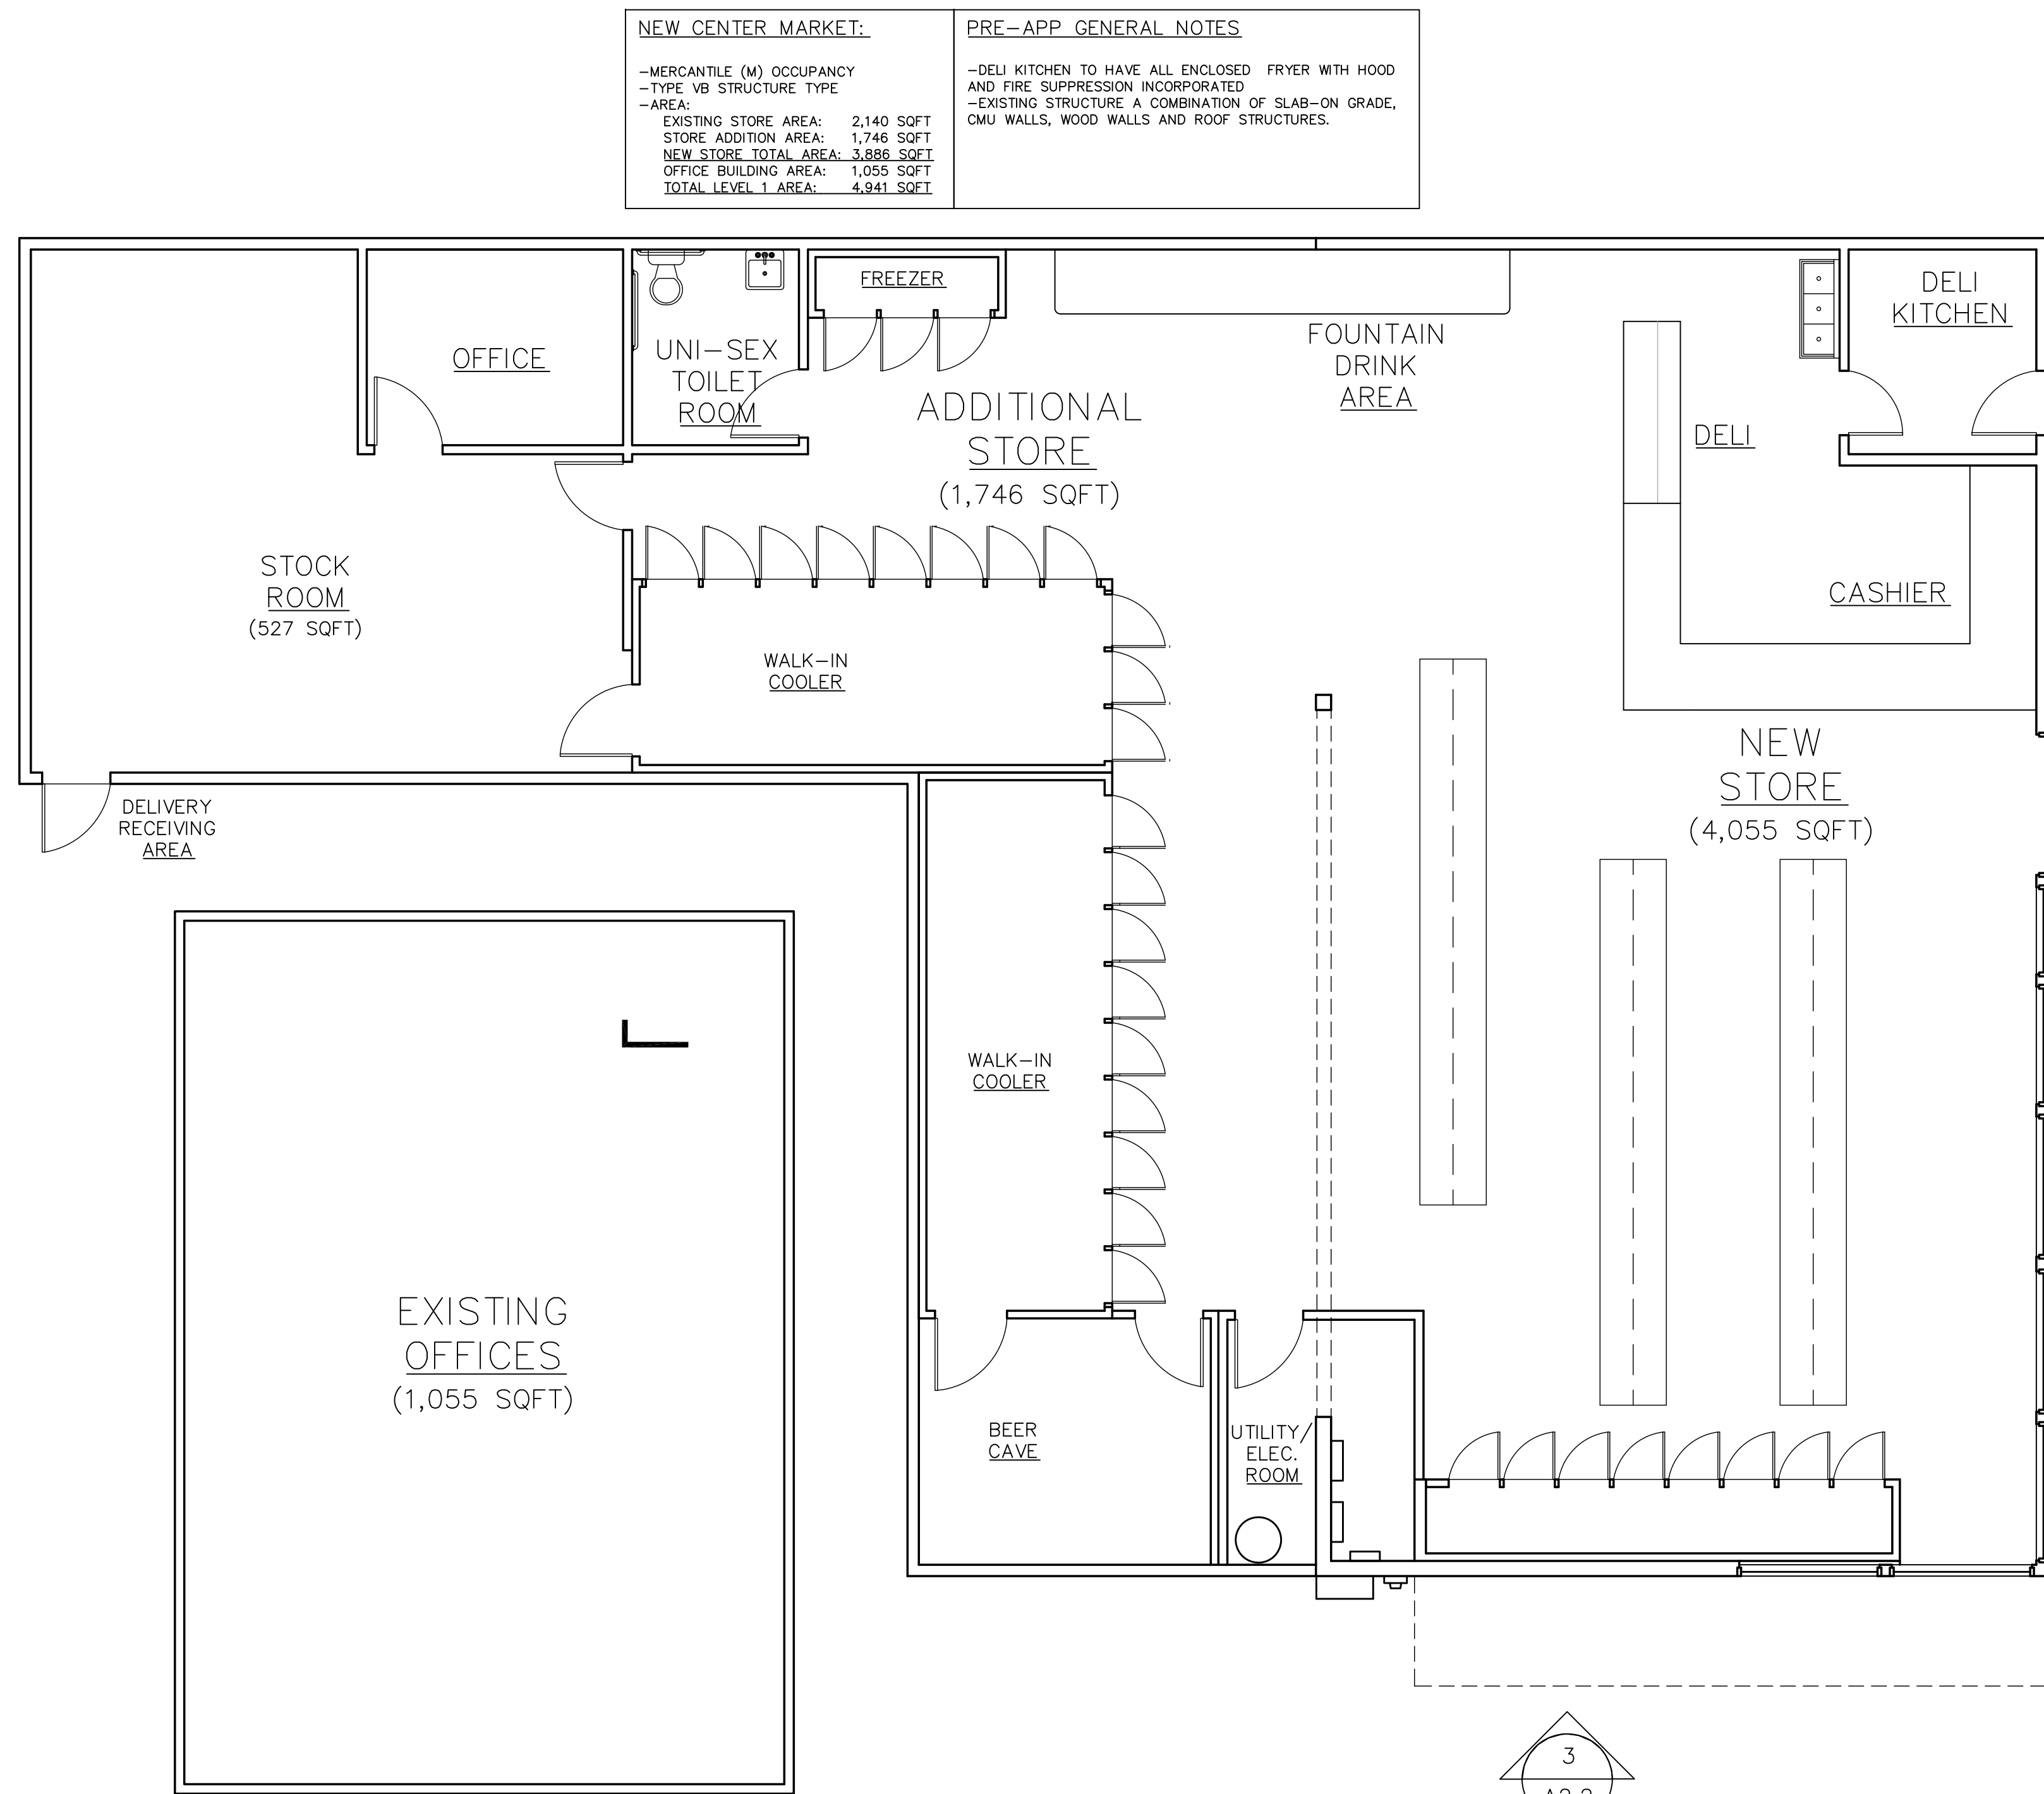 NEW CENTER MARKET:
-MERCANTILE (M) OCCUPANCY
-TYPE VB STRUCTURE TYPE
-AREA:
EXISTING STORE AREA: 2,140 SQFT
STORE ADDITION AREA: 1,746 SQFT
NEW STORE TOTAL AREA: 3,886 SQFT
OFFICE BUILDING AREA: 1,055 SQFT
TOTAL LEVEL 1 AREA: 4,941 SQFT
PRE-APP GENERAL NOTES
-DELI KITCHEN TO HAVE ALL ENCLOSED FRYER WITH HOOD
AND FIRE SUPPRESSION INCORPORATED
-EXISTING STRUCTURE A COMBINATION OF SLAB-ON GRADE,
CMU WALLS, WOOD WALLS AND ROOF STRUCTURES.
OFFICE
UNI-SEX
TOILET
ROOM
FREEZER
FOUNTAIN
DRINK
AREA
DELI
KITCHEN
ADDITIONAL
STORE
(1,746 SQFT)
DELI
CASHIER
STOCK
ROOM
(527 SQFT)
WALK-IN
COOLER
NEW
STORE
(4,055 SQFT)
DELIVERY
RECEIVING
AREA
WALK-IN
COOLER
EXISTING
OFFICES
(1,055 SQFT)
BEER
CAVE
UTILITY/
ELEC.
ROOM
3